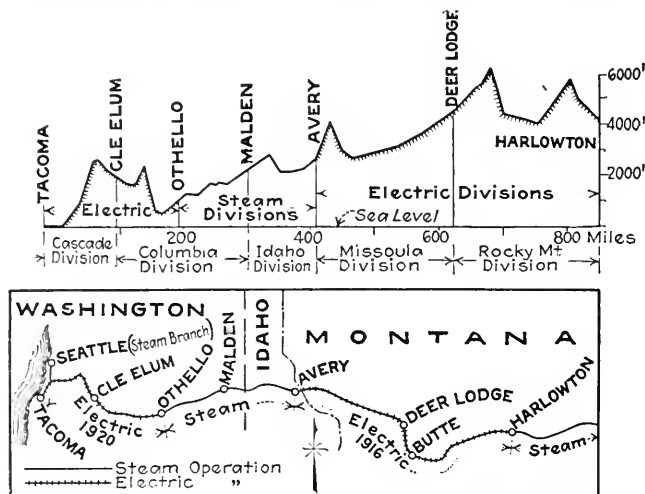 TACOMA
CLE ELUM
OTHELLO
MALDEN
AVERY
DEER LODGE
HARLOWTON
6000'
4000'
2000'
Electric
Steam
Divisions
Electric Divisions
Sea Level
200
400
600
800 Miles
Cascade
Division
Columbia
Division
Idaho
Division
Missoula
Division
Rocky Mt.
Division
WASHINGTON
IDAHO
MONTANA
SEATTLE (Steam Branch)
CLE ELUM
OTHELLO
MALDEN
AVERY
DEER LODGE
BUTTE
HARLOWTON
TACOMA
Electric
1920
Steam
Electric
1916
Steam
Steam Operation
Electric "